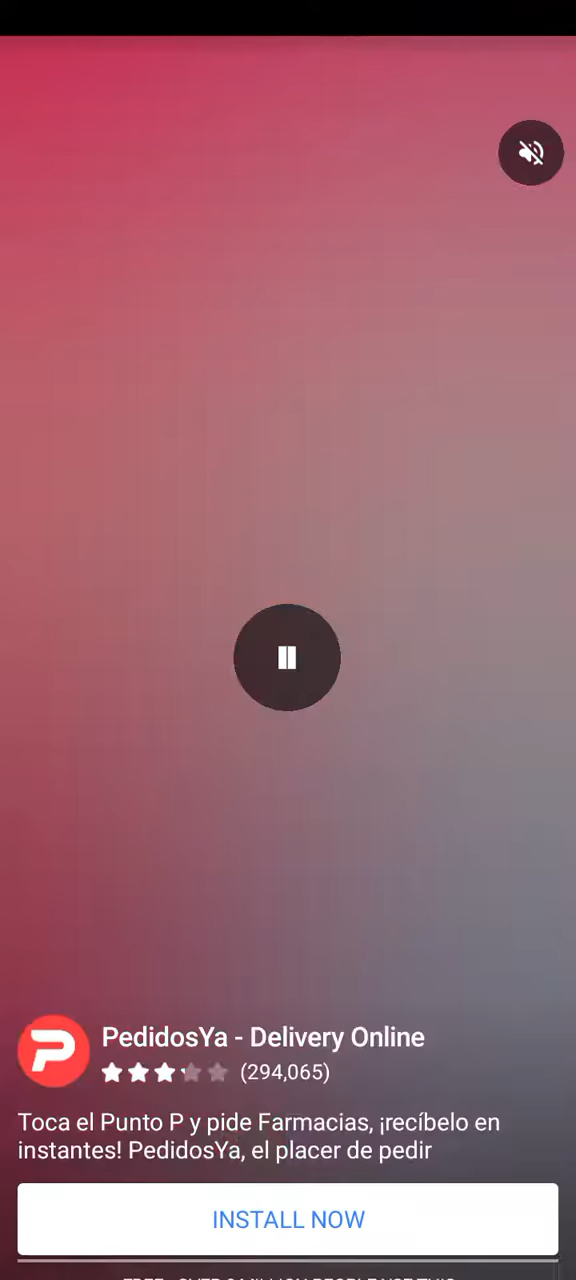 PedidosYa - Delivery Online
(294,065)
Toca el Punto P y pide Farmacias, ¡recíbelo en
instantes! PedidosYa, el placer de pedir
INSTALL NOW